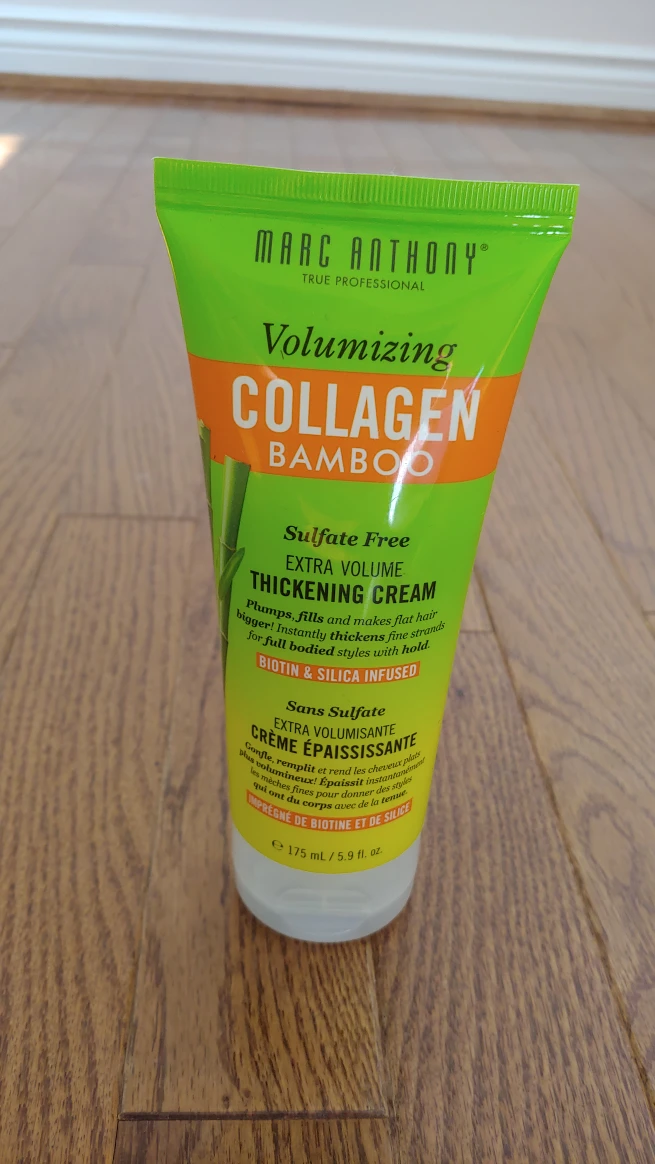 MARC ANTHONY®
TRUE PROFESSIONAL
Volumizing
COLLAGEN
BAMBOO
Sulfate Free
EXTRA VOLUME
THICKENING CREAM
Plumps, fills and makes flat hair
bigger! Instantly thickens fine strands
for full bodied styles with hold.
BIOTIN & SILICA INFUSED
Sans Sulfate
EXTRA VOLUMISANTE
CRÈME ÉPAISSISSANTE
Gonfle, remplit et rend les cheveux plats
plus volumineux! Épaissit instantanément
les mèches fines pour donner des styles
qui ont du corps avec de la tenue.
IMPRÉGNÉ DE BIOTINE ET DE SILICE
℮ 175 mL / 5.9 fl. oz.